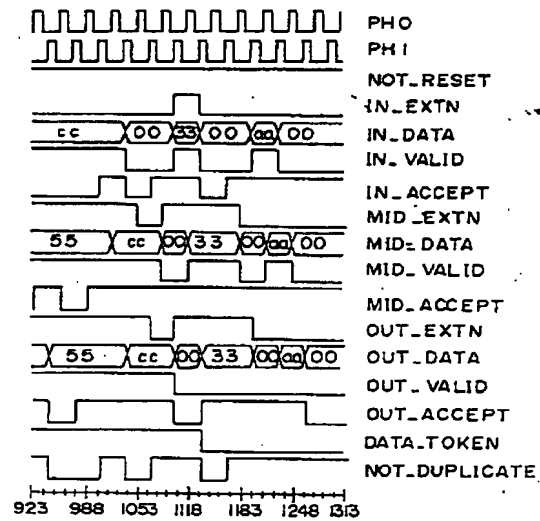 PH0
PH1
NOT_RESET
IN_EXTN
cc 00 33 00 aa 00 IN_DATA
IN_VALID
IN_ACCEPT
MID_EXTN
55 cc 00 33 00 aa 00 MID_DATA
MID_VALID
MID_ACCEPT
OUT_EXTN
55 cc 00 33 00 aa 00 OUT_DATA
OUT_VALID
OUT_ACCEPT
DATA_TOKEN
NOT_DUPLICATE
923 988 1053 1118 1183 1248 1313